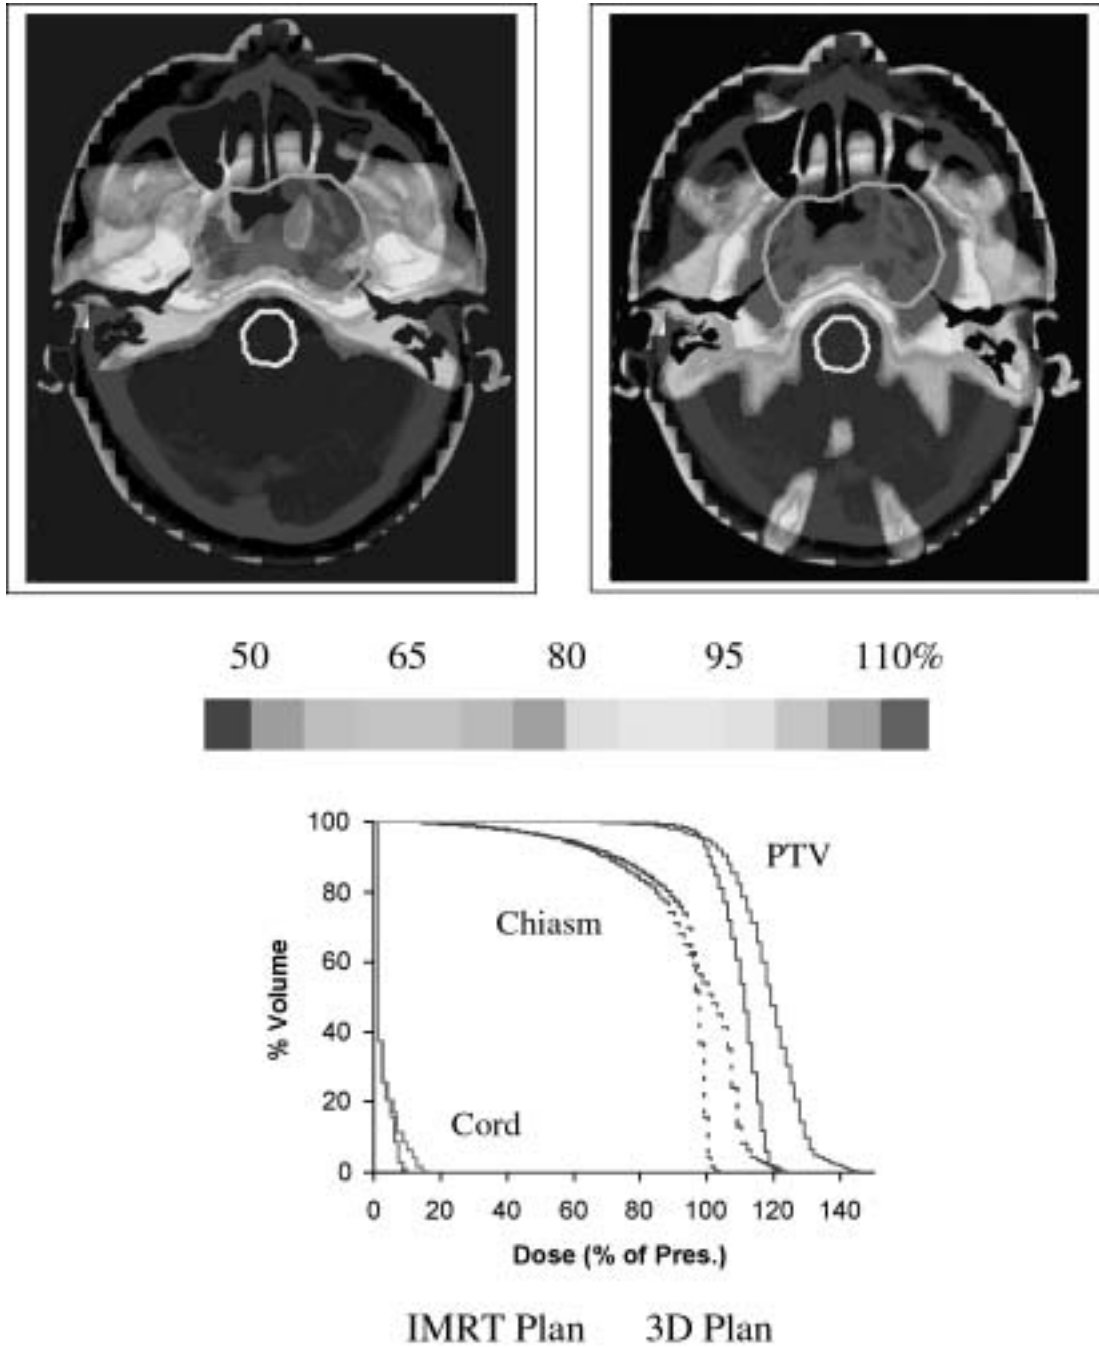 50 65 80 95 110%
100
80
60
40
20
0
% Volume
PTV
Chiasm
Cord
0 20 40 60 80 100 120 140
Dose (% of Pres.)
IMRT Plan 3D Plan